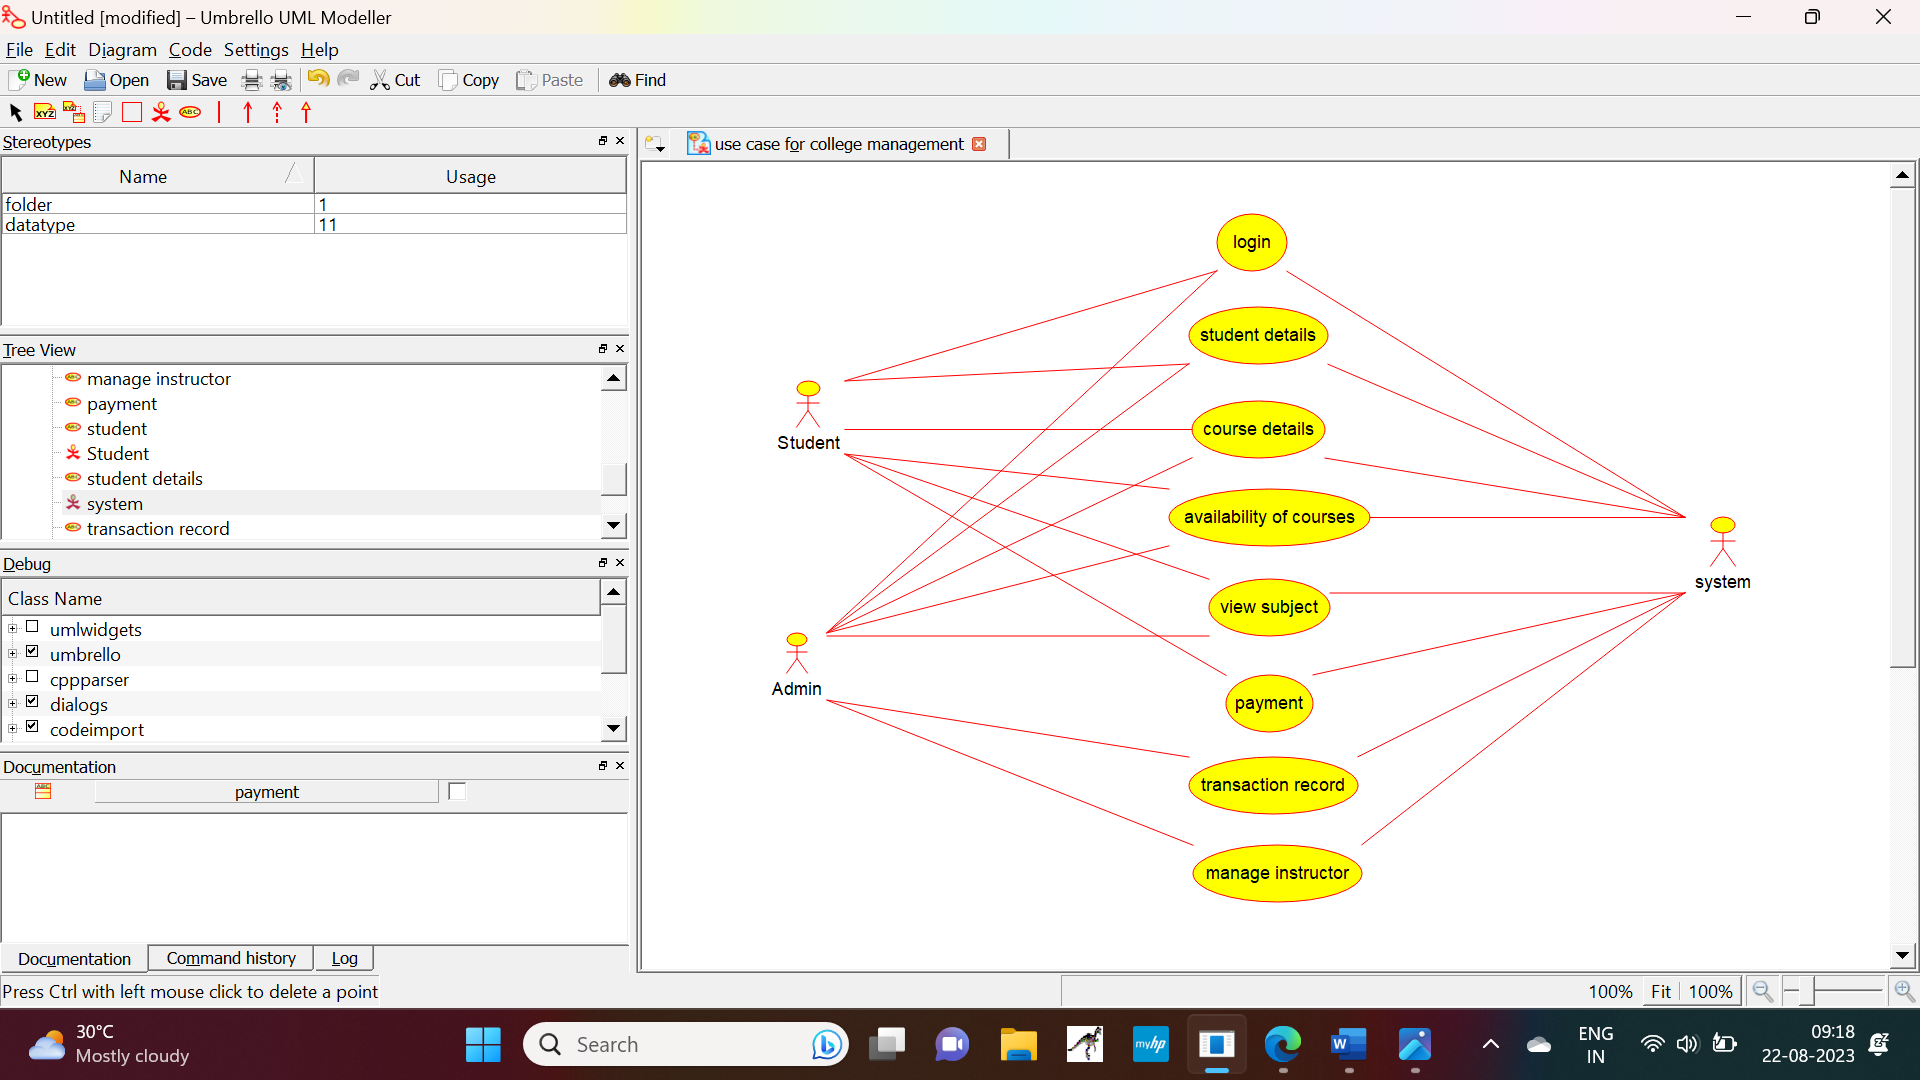 Untitled [modified] – Umbrello UML Modeller
File Edit Diagram Code Settings Help
New Open Save Cut Copy Paste Find
XYZ XYZ ABC
Stereotypes
Name Usage
folder 1
datatype 11
Tree View
manage instructor
payment
student
Student
student details
system
transaction record
Debug
Class Name
umlwidgets
umbrello
cppparser
dialogs
codeimport
Documentation
payment
Documentation Command history Log
Press Ctrl with left mouse click to delete a point
use case for college management
login
student details
course details
Student
availability of courses
system
view subject
Admin
payment
transaction record
manage instructor
100% Fit 100%
30°C
Mostly cloudy
Search
myhp
W
ENG
IN
09:18
22-08-2023